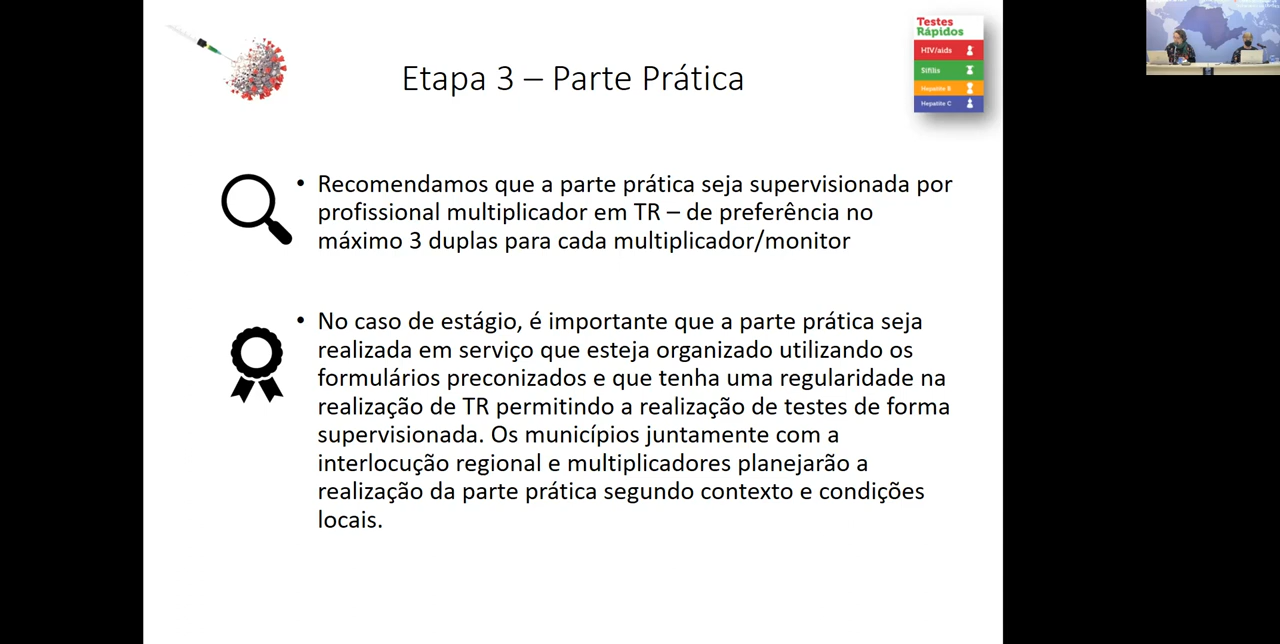 Etapa 3 – Parte Prática
Testes
Rápidos
HIV/aids
Sífilis
Hepatite B
Hepatite C
• Recomendamos que a parte prática seja supervisionada por
profissional multiplicador em TR – de preferência no
máximo 3 duplas para cada multiplicador/monitor
• No caso de estágio, é importante que a parte prática seja
realizada em serviço que esteja organizado utilizando os
formulários preconizados e que tenha uma regularidade na
realização de TR permitindo a realização de testes de forma
supervisionada. Os municípios juntamente com a
interlocução regional e multiplicadores planejarão a
realização da parte prática segundo contexto e condições
locais.